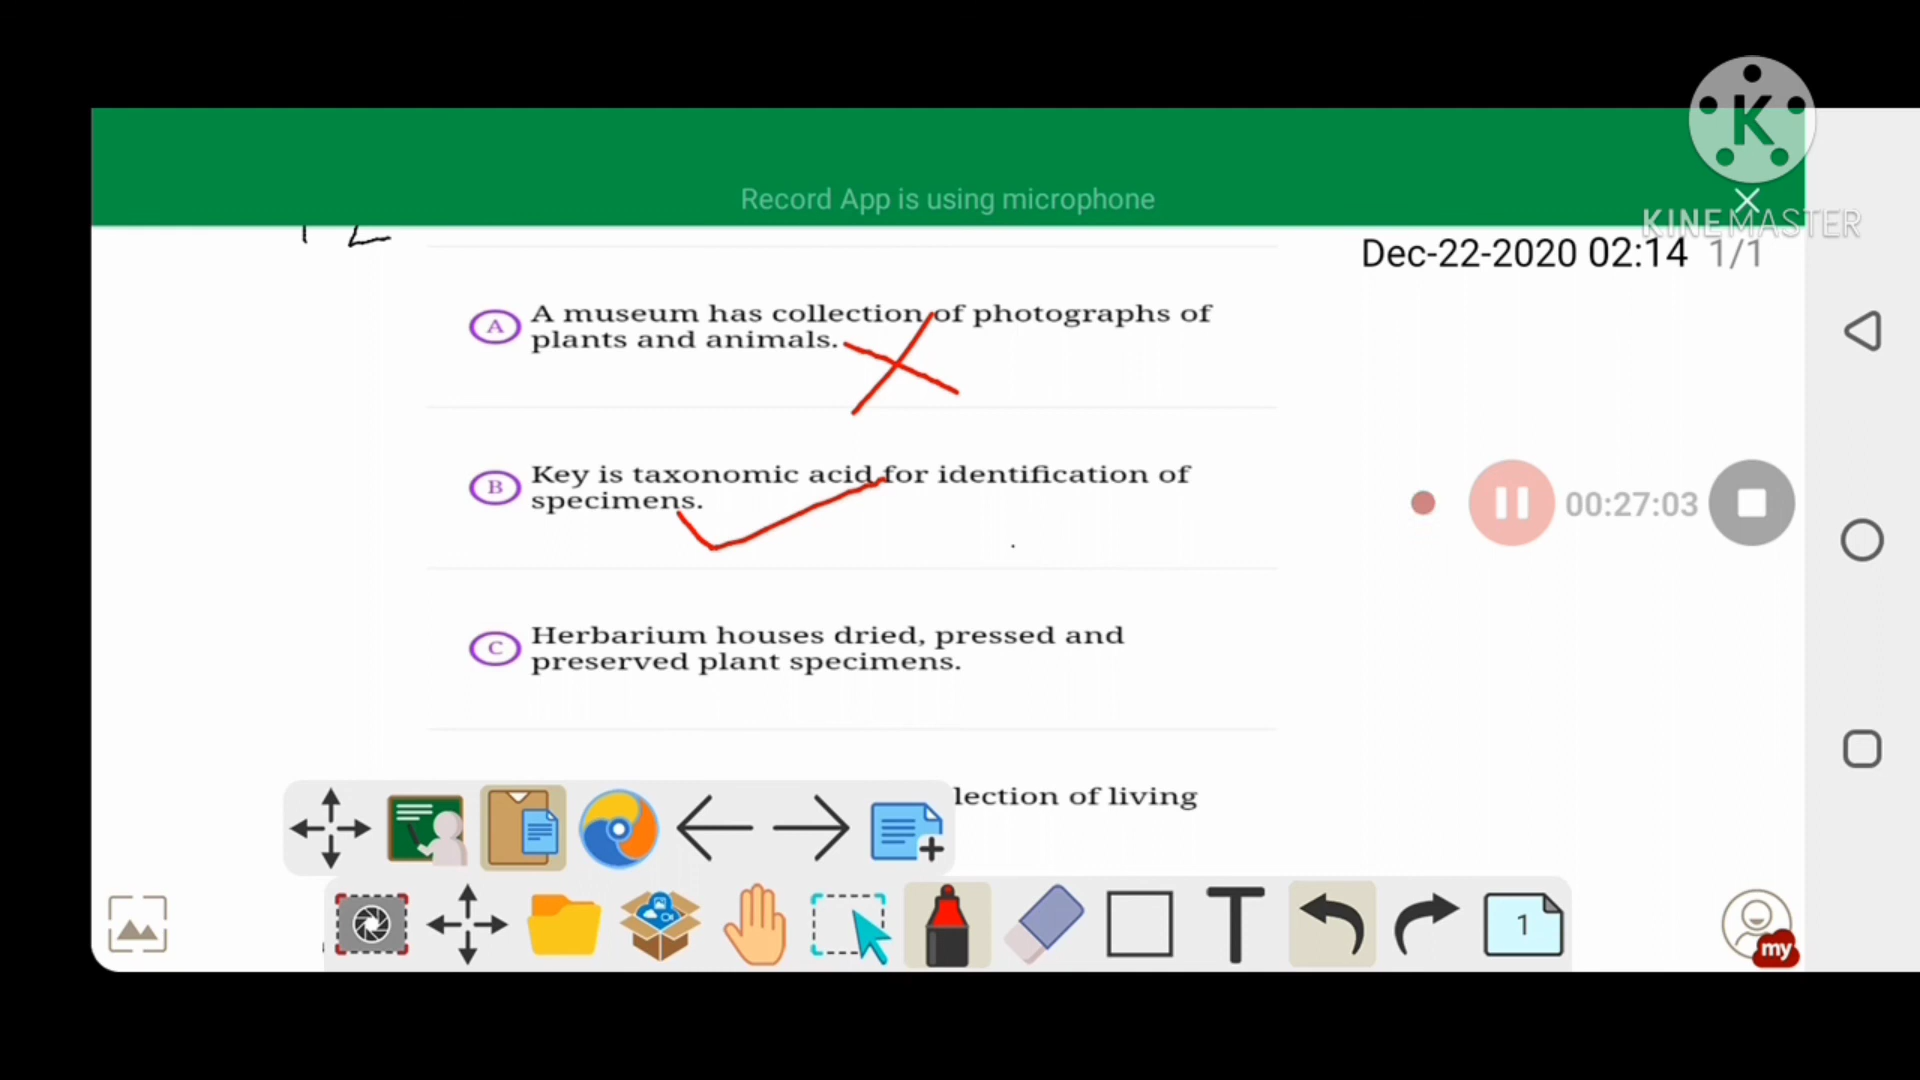 K
Record App is using microphone
KINEMASTER
Dec-22-2020 02:14 1/1
A museum has collection of photographs of
A
plants and animals.
Key is taxonomic acid for identification of
B
specimens.
00:27:03
Herbarium houses dried, pressed and
C
preserved plant specimens.
lection of living
T
1
my